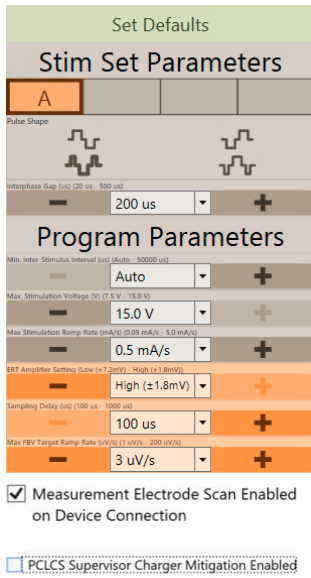 Set Defaults
Stim Set Parameters
A
Pulse Shape
Interphase Gap (us) (20 us - 500 us)
200 us
Program Parameters
Min. Inter-Stimulus Interval (us) (Auto - 50000 us)
Auto
Max. Stimulation Voltage (V) (7.5 V - 15.0 V)
15.0 V
Max Stimulation Ramp Rate (mA/s) (0.05 mA/s - 5.0 mA/s)
0.5 mA/s
ERT Amplifier Setting (Low (±7.2mV) - High (±1.8mV))
High (±1.8mV)
Sampling Delay (us) (100 us - 1000 us)
100 us
Max FBV Target Ramp Rate (uV/s) (1 uV/s - 200 uV/s)
3 uV/s
Measurement Electrode Scan Enabled
on Device Connection
PCLCS Supervisor Charger Mitigation Enabled